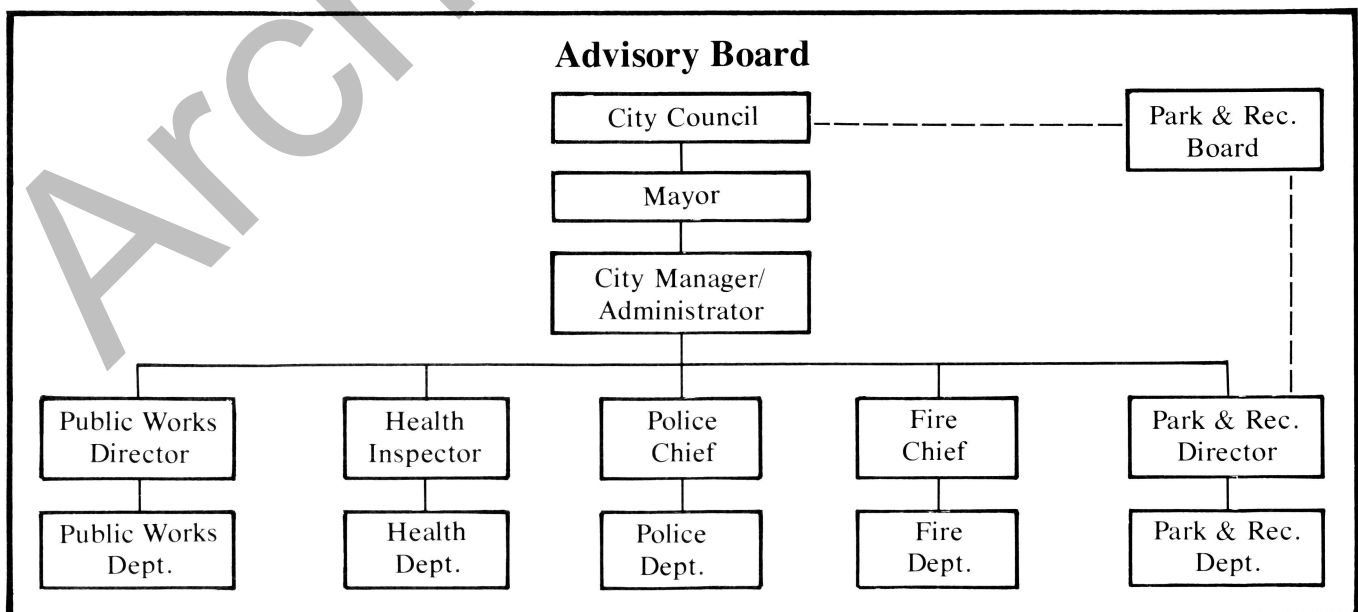 Advisory Board
City Council
Park & Rec.
Board
Mayor
City Manager/
Administrator
Public Works
Director
Health
Inspector
Police
Chief
Fire
Chief
Park & Rec.
Director
Public Works
Dept.
Health
Dept.
Police
Dept.
Fire
Dept.
Park & Rec.
Dept.